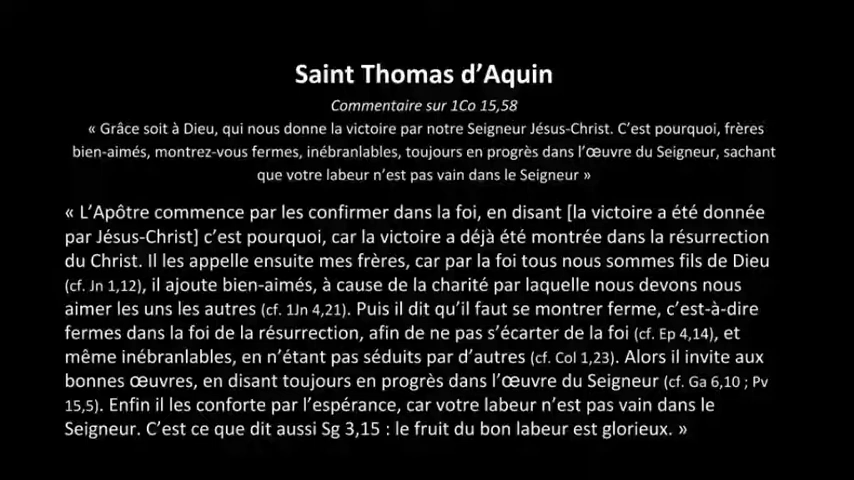 Saint Thomas d’Aquin
Commentaire sur 1Co 15,58
« Grâce soit à Dieu, qui nous donne la victoire par notre Seigneur Jésus-Christ. C’est pourquoi, frères
bien-aimés, montrez-vous fermes, inébranlables, toujours en progrès dans l’œuvre du Seigneur, sachant
que votre labeur n’est pas vain dans le Seigneur »
« L’Apôtre commence par les confirmer dans la foi, en disant [la victoire a été donnée
par Jésus-Christ] c’est pourquoi, car la victoire a déjà été montrée dans la résurrection
du Christ. Il les appelle ensuite mes frères, car par la foi tous nous sommes fils de Dieu
(cf. Jn 1,12), il ajoute bien-aimés, à cause de la charité par laquelle nous devons nous
aimer les uns les autres (cf. 1Jn 4,21). Puis il dit qu’il faut se montrer ferme, c’est-à-dire
fermes dans la foi de la résurrection, afin de ne pas s’écarter de la foi (cf. Ep 4,14), et
même inébranlables, en n’étant pas séduits par d’autres (cf. Col 1,23). Alors il invite aux
bonnes œuvres, en disant toujours en progrès dans l’œuvre du Seigneur (cf. Ga 6,10 ; Pv
15,5). Enfin il les conforte par l’espérance, car votre labeur n’est pas vain dans le
Seigneur. C’est ce que dit aussi Sg 3,15 : le fruit du bon labeur est glorieux. »